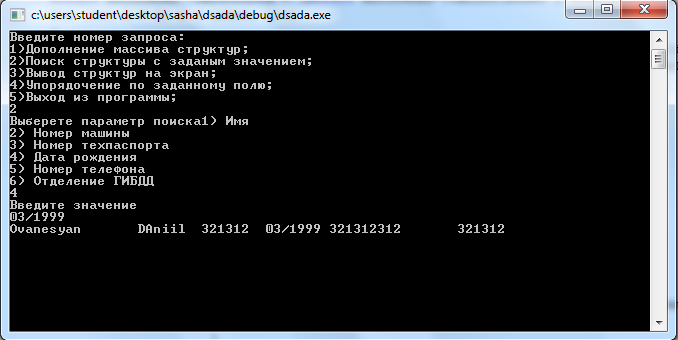 c:\users\student\desktop\sasha\dsada\debug\dsada.exe
Введите номер запроса:
1)Дополнение массива структур;
2)Поиск структуры с заданым значением;
3)Вывод структур на экран;
4)Упорядочение по заданному полю;
5)Выход из программы;
2
Выберете параметр поиска1) Имя
2) Номер машины
3) Номер техпаспорта
4) Дата рождения
5) Номер телефона
6) Отделение ГИБДД
4
Введите значение
03/1999
Ovanesyan DAniil 321312 03/1999 321312312 321312